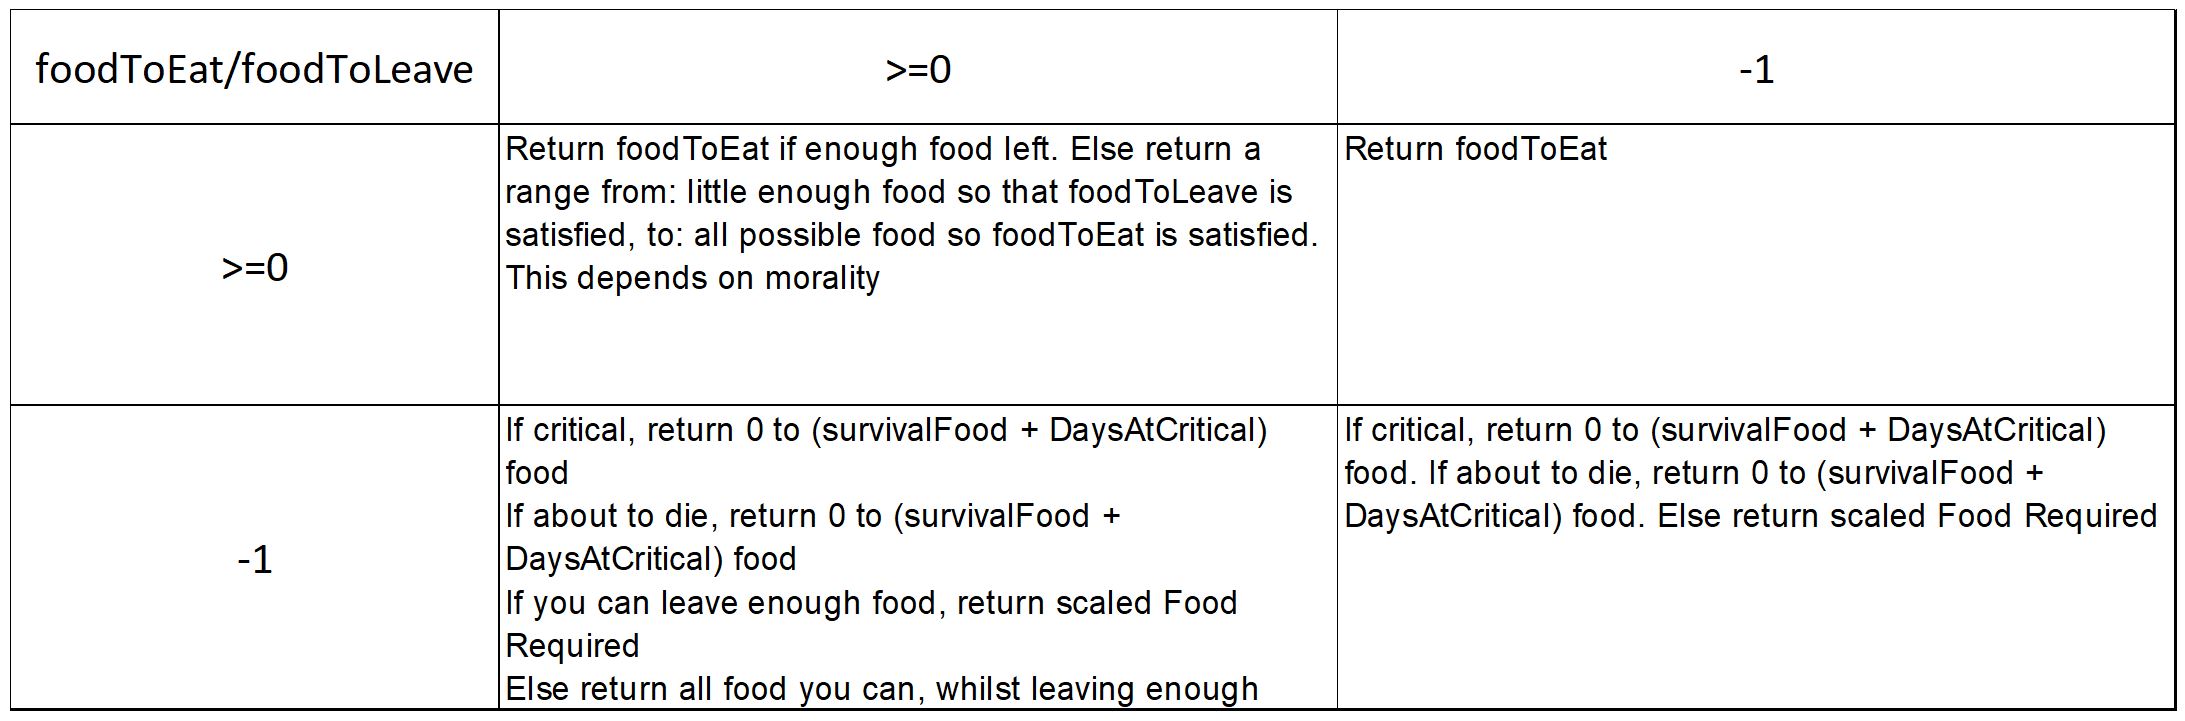 foodToEat/foodToLeave
>=0
-1
>=0
Return foodToEat if enough food left. Else return a
range from: little enough food so that foodToLeave is
satisfied, to: all possible food so foodToEat is satisfied.
This depends on morality
Return foodToEat
-1
If critical, return 0 to (survivalFood + DaysAtCritical)
food
If about to die, return 0 to (survivalFood +
DaysAtCritical) food
If you can leave enough food, return scaled Food
Required
Else return all food you can, whilst leaving enough
If critical, return 0 to (survivalFood + DaysAtCritical)
food. If about to die, return 0 to (survivalFood +
DaysAtCritical) food. Else return scaled Food Required